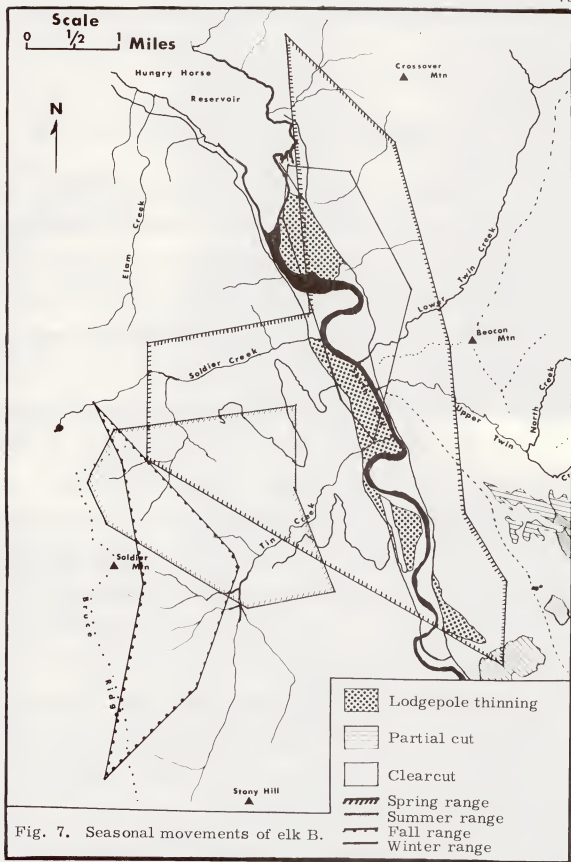 Scale
0 1/2 1 Miles
Hungry Horse
Reservoir
Crossover
Mtn
N
Elam Creek
Lower Twin Creek
Beacon
Mtn
Soldier Creek
North Creek
Upper Twin
Tin Creek
Soldier
Mtn
Bruce Ridge
Stony Hill
Lodgepole thinning
Partial cut
Clearcut
Spring range
Summer range
Fall range
Winter range
Fig. 7. Seasonal movements of elk B.